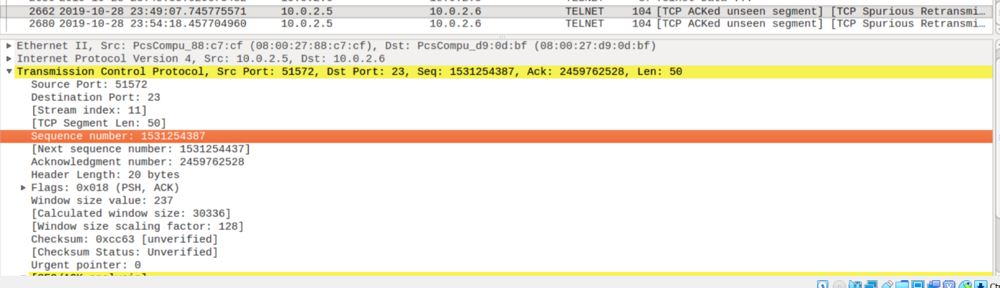 2662 2019-10-28 23:49:07.745775571 10.0.2.5 10.0.2.6 TELNET 104 [TCP ACKed unseen segment] [TCP Spurious Retransmi…
2680 2019-10-28 23:54:18.457704960 10.0.2.5 10.0.2.6 TELNET 104 [TCP ACKed unseen segment] [TCP Spurious Retransmi…
Ethernet II, Src: PcsCompu_88:c7:cf (08:00:27:88:c7:cf), Dst: PcsCompu_d9:0d:bf (08:00:27:d9:0d:bf)
Internet Protocol Version 4, Src: 10.0.2.5, Dst: 10.0.2.6
Transmission Control Protocol, Src Port: 51572, Dst Port: 23, Seq: 1531254387, Ack: 2459762528, Len: 50
Source Port: 51572
Destination Port: 23
[Stream index: 11]
[TCP Segment Len: 50]
Sequence number: 1531254387
[Next sequence number: 1531254437]
Acknowledgment number: 2459762528
Header Length: 20 bytes
Flags: 0x018 (PSH, ACK)
Window size value: 237
[Calculated window size: 30336]
[Window size scaling factor: 128]
Checksum: 0xcc63 [unverified]
[Checksum Status: Unverified]
Urgent pointer: 0